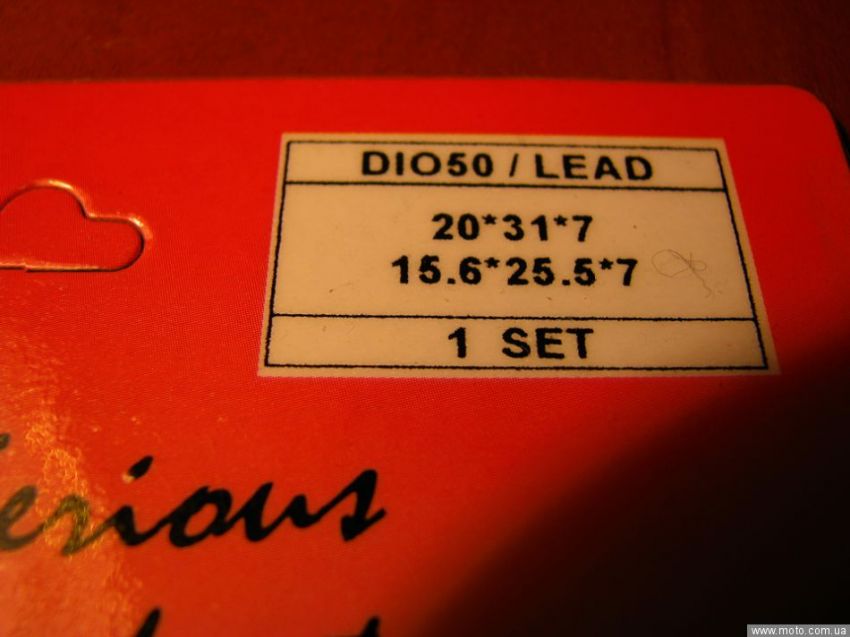 DIO50 / LEAD
20*31*7
15.6*25.5*7
1 SET
www.moto.com.ua